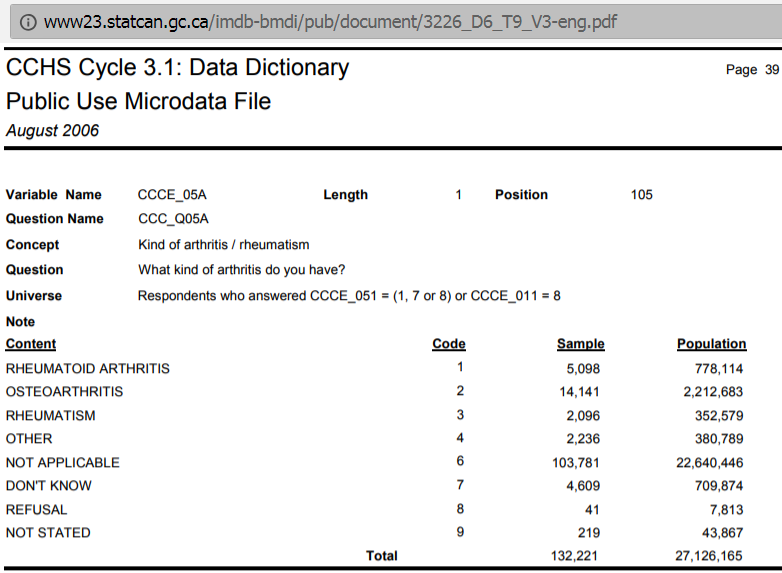 www23.statcan.gc.ca/imdb-bmdi/pub/document/3226_D6_T9_V3-eng.pdf
CCHS Cycle 3.1: Data Dictionary Page 39
Public Use Microdata File
August 2006
Variable Name CCCE_05A Length 1 Position 105
Question Name CCC_Q05A
Concept Kind of arthritis / rheumatism
Question What kind of arthritis do you have?
Universe Respondents who answered CCCE_051 = (1, 7 or 8) or CCCE_011 = 8
Note
Content Code Sample Population
RHEUMATOID ARTHRITIS 1 5,098 778,114
OSTEOARTHRITIS 2 14,141 2,212,683
RHEUMATISM 3 2,096 352,579
OTHER 4 2,236 380,789
NOT APPLICABLE 6 103,781 22,640,446
DON'T KNOW 7 4,609 709,874
REFUSAL 8 41 7,813
NOT STATED 9 219 43,867
Total 132,221 27,126,165